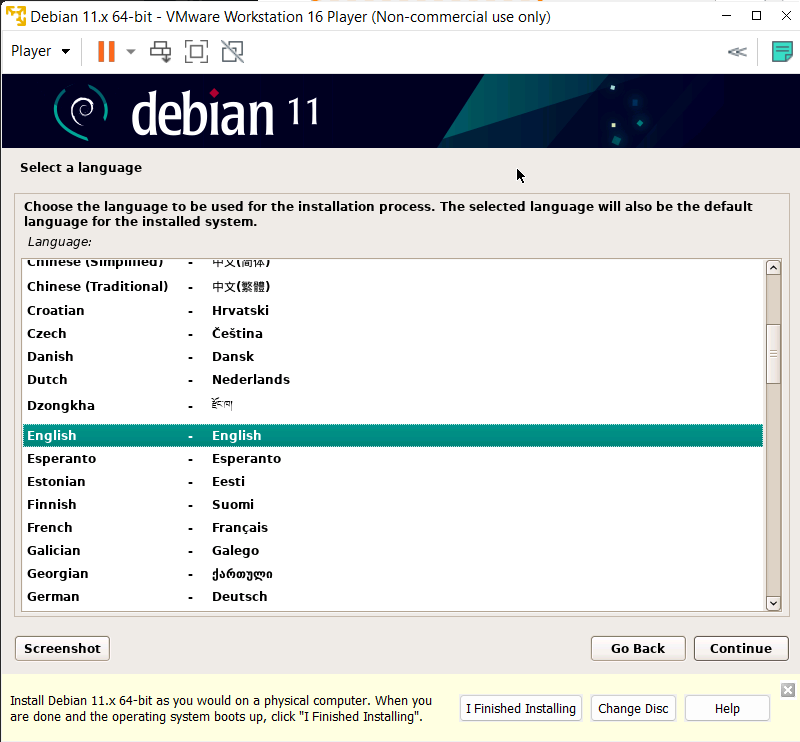 Debian 11.x 64-bit - VMware Workstation 16 Player (Non-commercial use only)
Player
debian 11
Select a language
Choose the language to be used for the installation process. The selected language will also be the default
language for the installed system.
Language:
Chinese (Simplified) - 中文(简体)
Chinese (Traditional) - 中文(繁體)
Croatian - Hrvatski
Czech - Čeština
Danish - Dansk
Dutch - Nederlands
Dzongkha - རྫོང་ཁ།
English - English
Esperanto - Esperanto
Estonian - Eesti
Finnish - Suomi
French - Français
Galician - Galego
Georgian - ქართული
German - Deutsch
Screenshot
Go Back
Continue
Install Debian 11.x 64-bit as you would on a physical computer. When you
are done and the operating system boots up, click "I Finished Installing".
I Finished Installing
Change Disc
Help